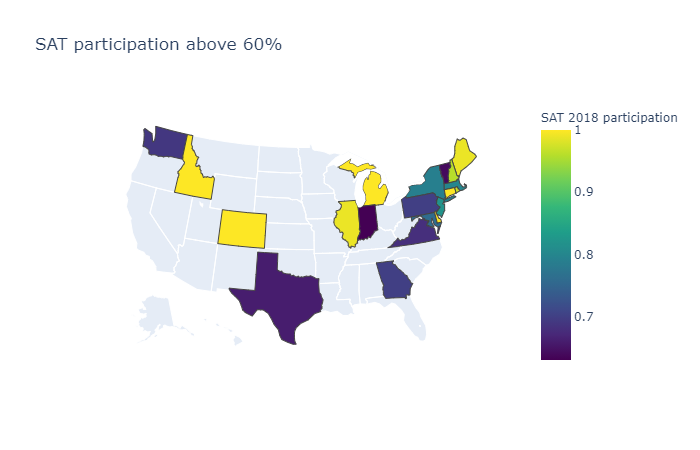 SAT participation above 60%
SAT 2018 participation
1
0.9
0.8
0.7